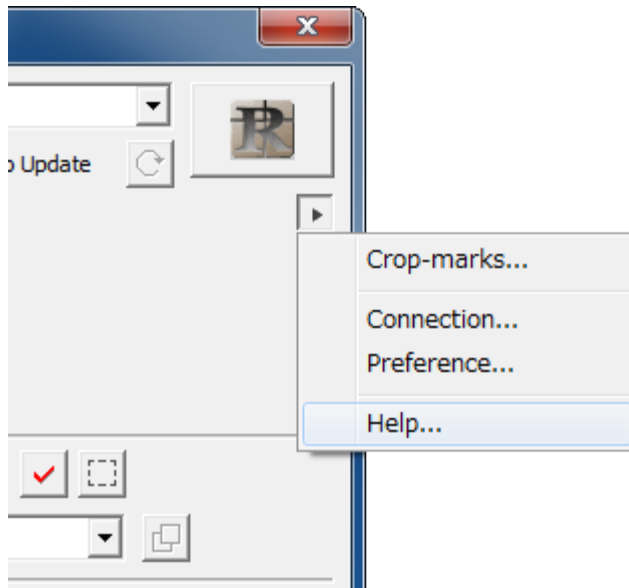 o Update
R
Crop-marks...
Connection...
Preference...
Help...